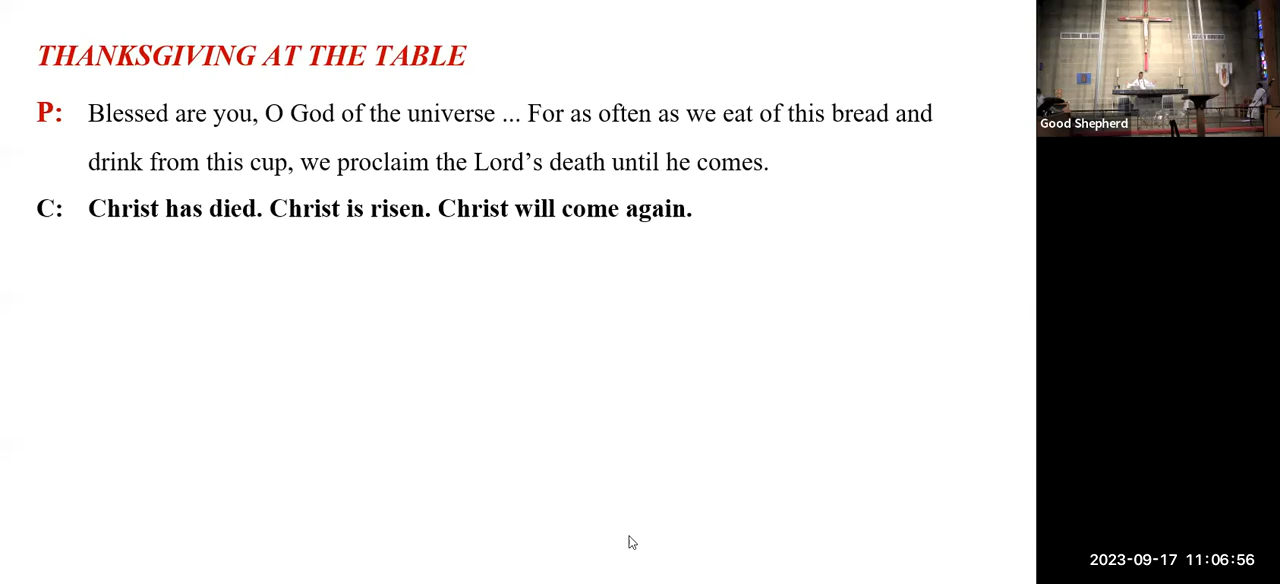 THANKSGIVING AT THE TABLE
P: Blessed are you, O God of the universe ... For as often as we eat of this bread and
drink from this cup, we proclaim the Lord’s death until he comes.
C: Christ has died. Christ is risen. Christ will come again.
Good Shepherd
2023-09-17 11:06:56